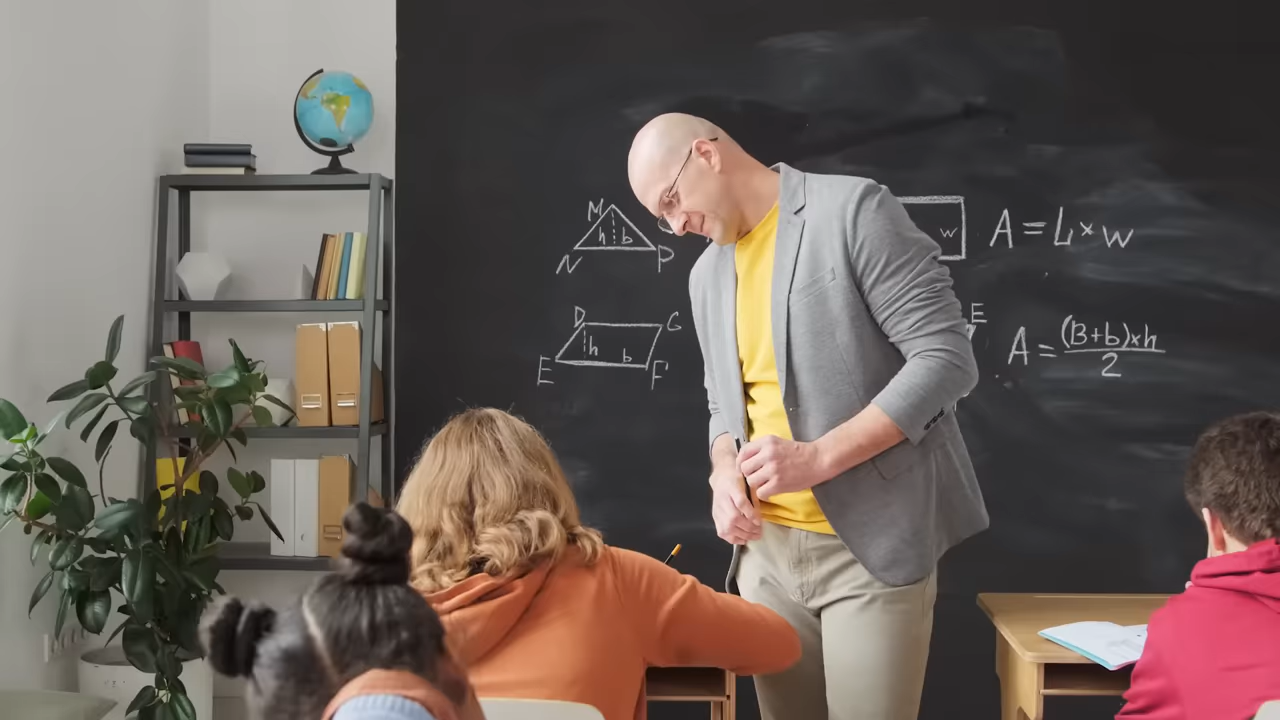 M
h b
N P
w
A = L × w
D G
h b
E F
E
A = (B+b)×h / 2